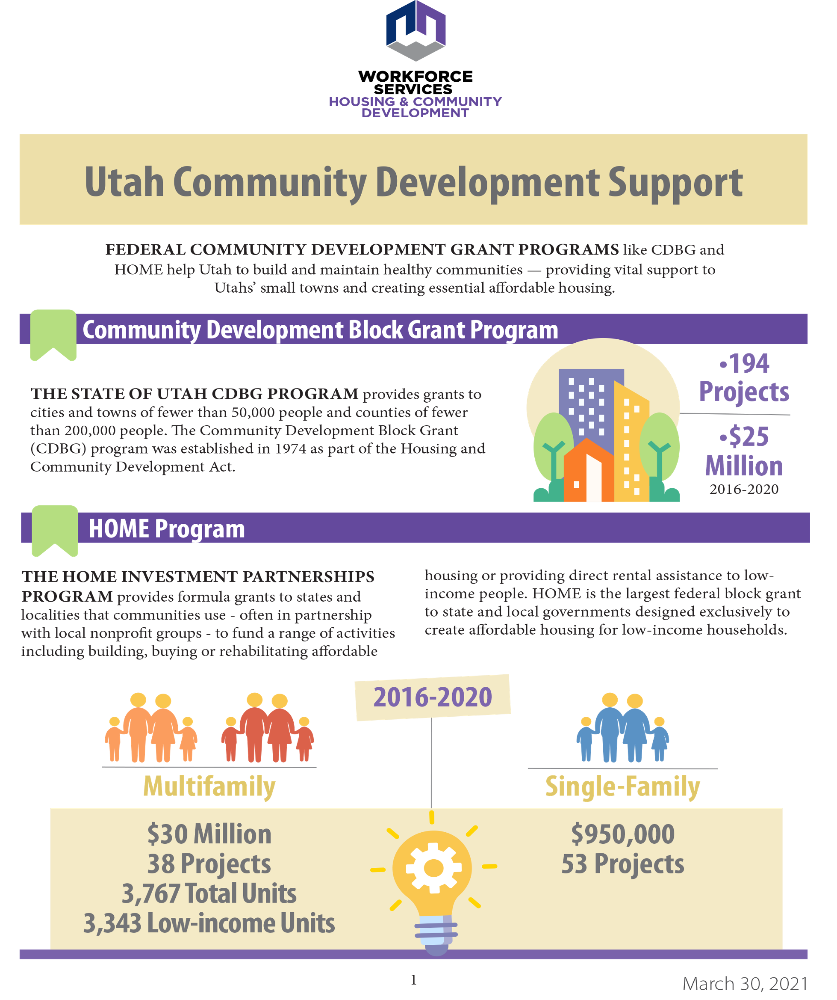 WORKFORCE
SERVICES
HOUSING & COMMUNITY
DEVELOPMENT
Utah Community Development Support
FEDERAL COMMUNITY DEVELOPMENT GRANT PROGRAMS like CDBG and
HOME help Utah to build and maintain healthy communities — providing vital support to
Utahs’ small towns and creating essential affordable housing.
Community Development Block Grant Program
THE STATE OF UTAH CDBG PROGRAM provides grants to
cities and towns of fewer than 50,000 people and counties of fewer
than 200,000 people. The Community Development Block Grant
(CDBG) program was established in 1974 as part of the Housing and
Community Development Act.
•194
Projects
•$25
Million
2016-2020
HOME Program
THE HOME INVESTMENT PARTNERSHIPS
PROGRAM provides formula grants to states and
localities that communities use - often in partnership
with local nonprofit groups - to fund a range of activities
including building, buying or rehabilitating affordable
housing or providing direct rental assistance to low-
income people. HOME is the largest federal block grant
to state and local governments designed exclusively to
create affordable housing for low-income households.
2016-2020
Multifamily
$30 Million
38 Projects
3,767 Total Units
3,343 Low-income Units
Single-Family
$950,000
53 Projects
1
March 30, 2021